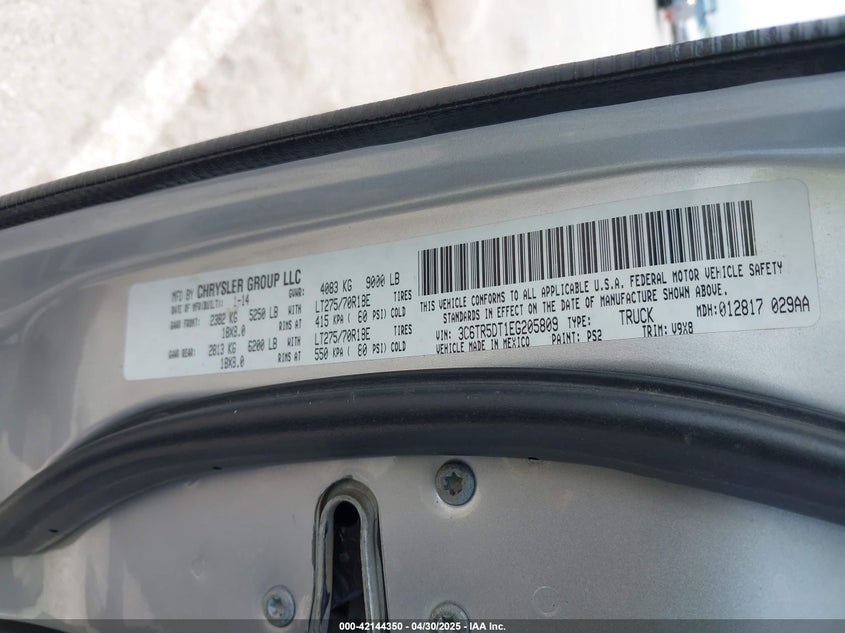 MFD BY CHRYSLER GROUP LLC
DATE OF MFR(BUILT): 1-14 GVWR: 4083 KG 9000 LB
GAWR FRONT: 2382 KG 5250 LB LT275/70R18E TIRES
18X8.0 RIMS AT 415 KPA ( 60 PSI) COLD
GAWR REAR: 2813 KG 6200 LB LT275/70R18E TIRES
18X8.0 RIMS AT 550 KPA ( 80 PSI) COLD
THIS VEHICLE CONFORMS TO ALL APPLICABLE U.S.A. FEDERAL MOTOR VEHICLE SAFETY
STANDARDS IN EFFECT ON THE DATE OF MANUFACTURE SHOWN ABOVE.
MDH: 012817 029AA
VIN: 3C6TR5DT1EG205809 TYPE: TRUCK
VEHICLE MADE IN MEXICO PAINT: PS2 TRIM: V9X8
000-42144350 - 04/30/2025 - IAA Inc.